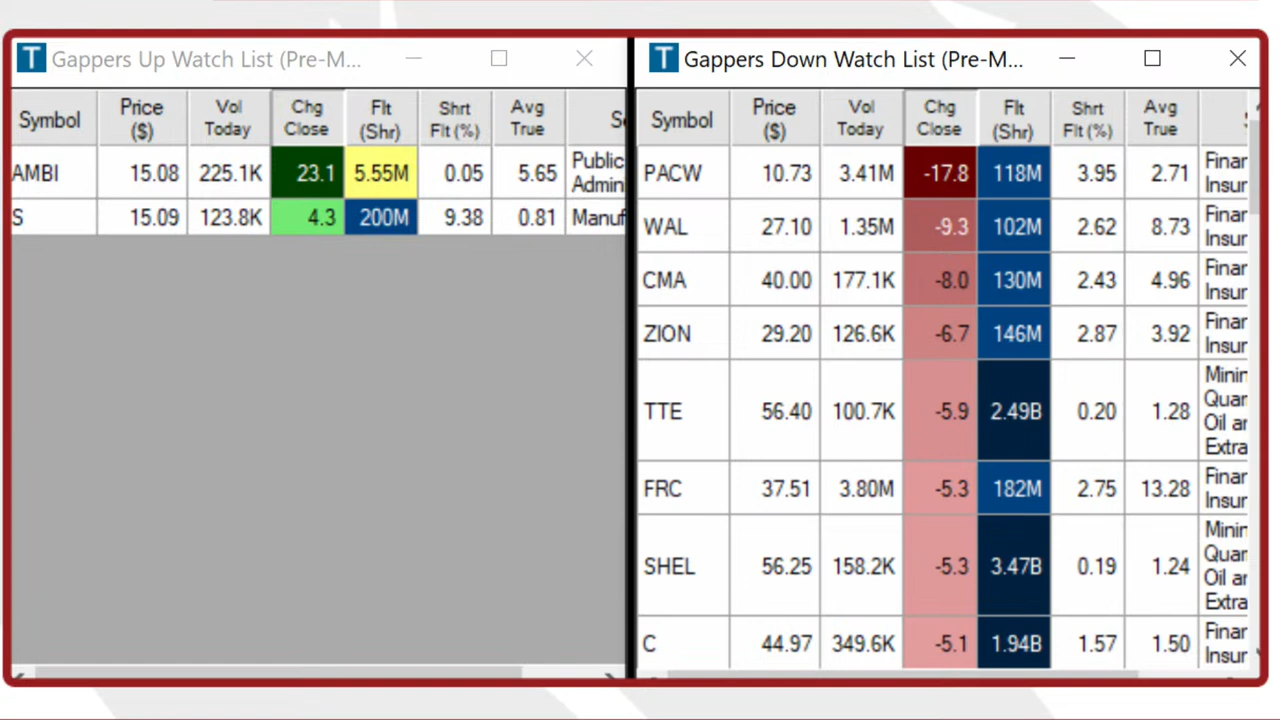 T Gappers Up Watch List (Pre-M...
Symbol Price ($) Vol Today Chg Close Flt (Shr) Shrt Flt (%) Avg True
AMBI 15.08 225.1K 23.1 5.55M 0.05 5.65 Public Admin
S 15.09 123.8K 4.3 200M 9.38 0.81 Manuf
T Gappers Down Watch List (Pre-M...
Symbol Price ($) Vol Today Chg Close Flt (Shr) Shrt Flt (%) Avg True
PACW 10.73 3.41M -17.8 118M 3.95 2.71 Finar Insur
WAL 27.10 1.35M -9.3 102M 2.62 8.73 Finar Insur
CMA 40.00 177.1K -8.0 130M 2.43 4.96 Finar Insur
ZION 29.20 126.6K -6.7 146M 2.87 3.92 Finar Insur
TTE 56.40 100.7K -5.9 2.49B 0.20 1.28 Minin Quar Oil ar Extra
FRC 37.51 3.80M -5.3 182M 2.75 13.28 Finar Insur
SHEL 56.25 158.2K -5.3 3.47B 0.19 1.24 Minin Quar Oil ar Extra
C 44.97 349.6K -5.1 1.94B 1.57 1.50 Finar Insur